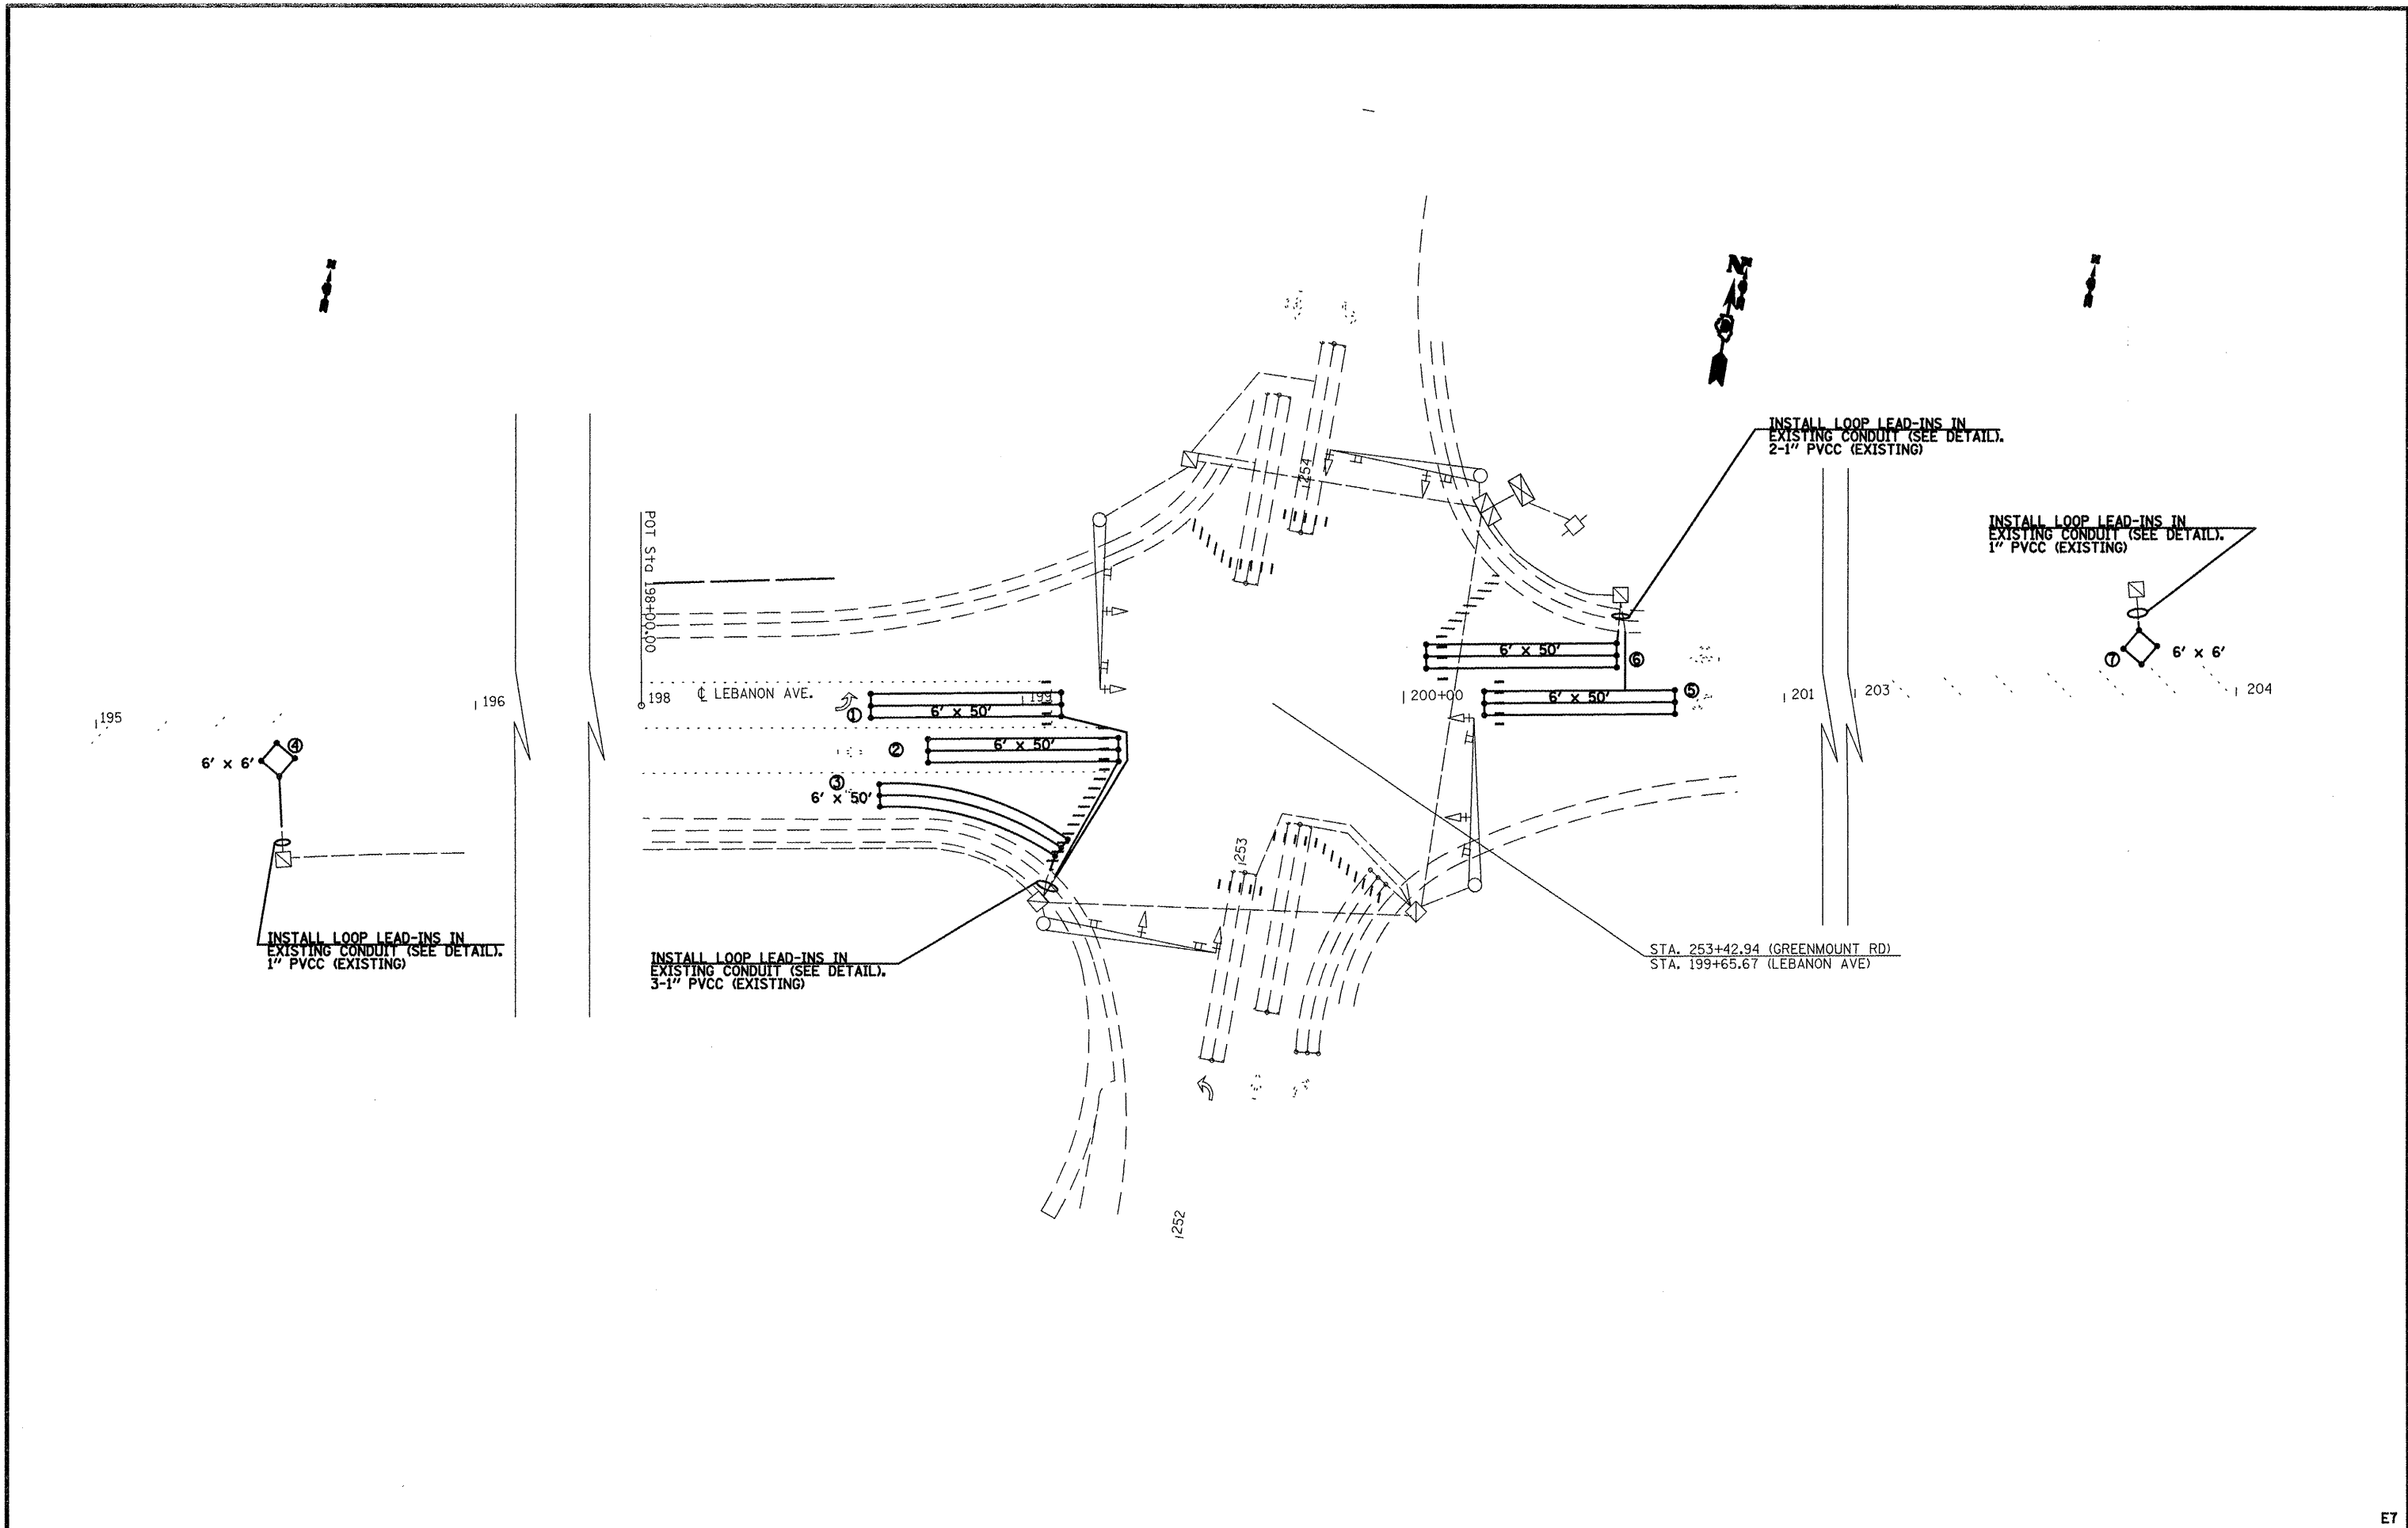 N
INSTALL LOOP LEAD-INS IN
EXISTING CONDUIT (SEE DETAIL).
2-1" PVCC (EXISTING)
INSTALL LOOP LEAD-INS IN
EXISTING CONDUIT (SEE DETAIL).
1" PVCC (EXISTING)
254
POT Sta 198+00.00
195
196
198
℄ LEBANON AVE.
199
200+00
201
203
204
① 6' x 50'
② 6' x 50'
③
6' x 50'
④
6' x 6'
6' x 50' ⑥
6' x 50' ⑤
⑦ 6' x 6'
253
252
INSTALL LOOP LEAD-INS IN
EXISTING CONDUIT (SEE DETAIL).
1" PVCC (EXISTING)
INSTALL LOOP LEAD-INS IN
EXISTING CONDUIT (SEE DETAIL).
3-1" PVCC (EXISTING)
STA. 253+42.94 (GREENMOUNT RD)
STA. 199+65.67 (LEBANON AVE)
E7